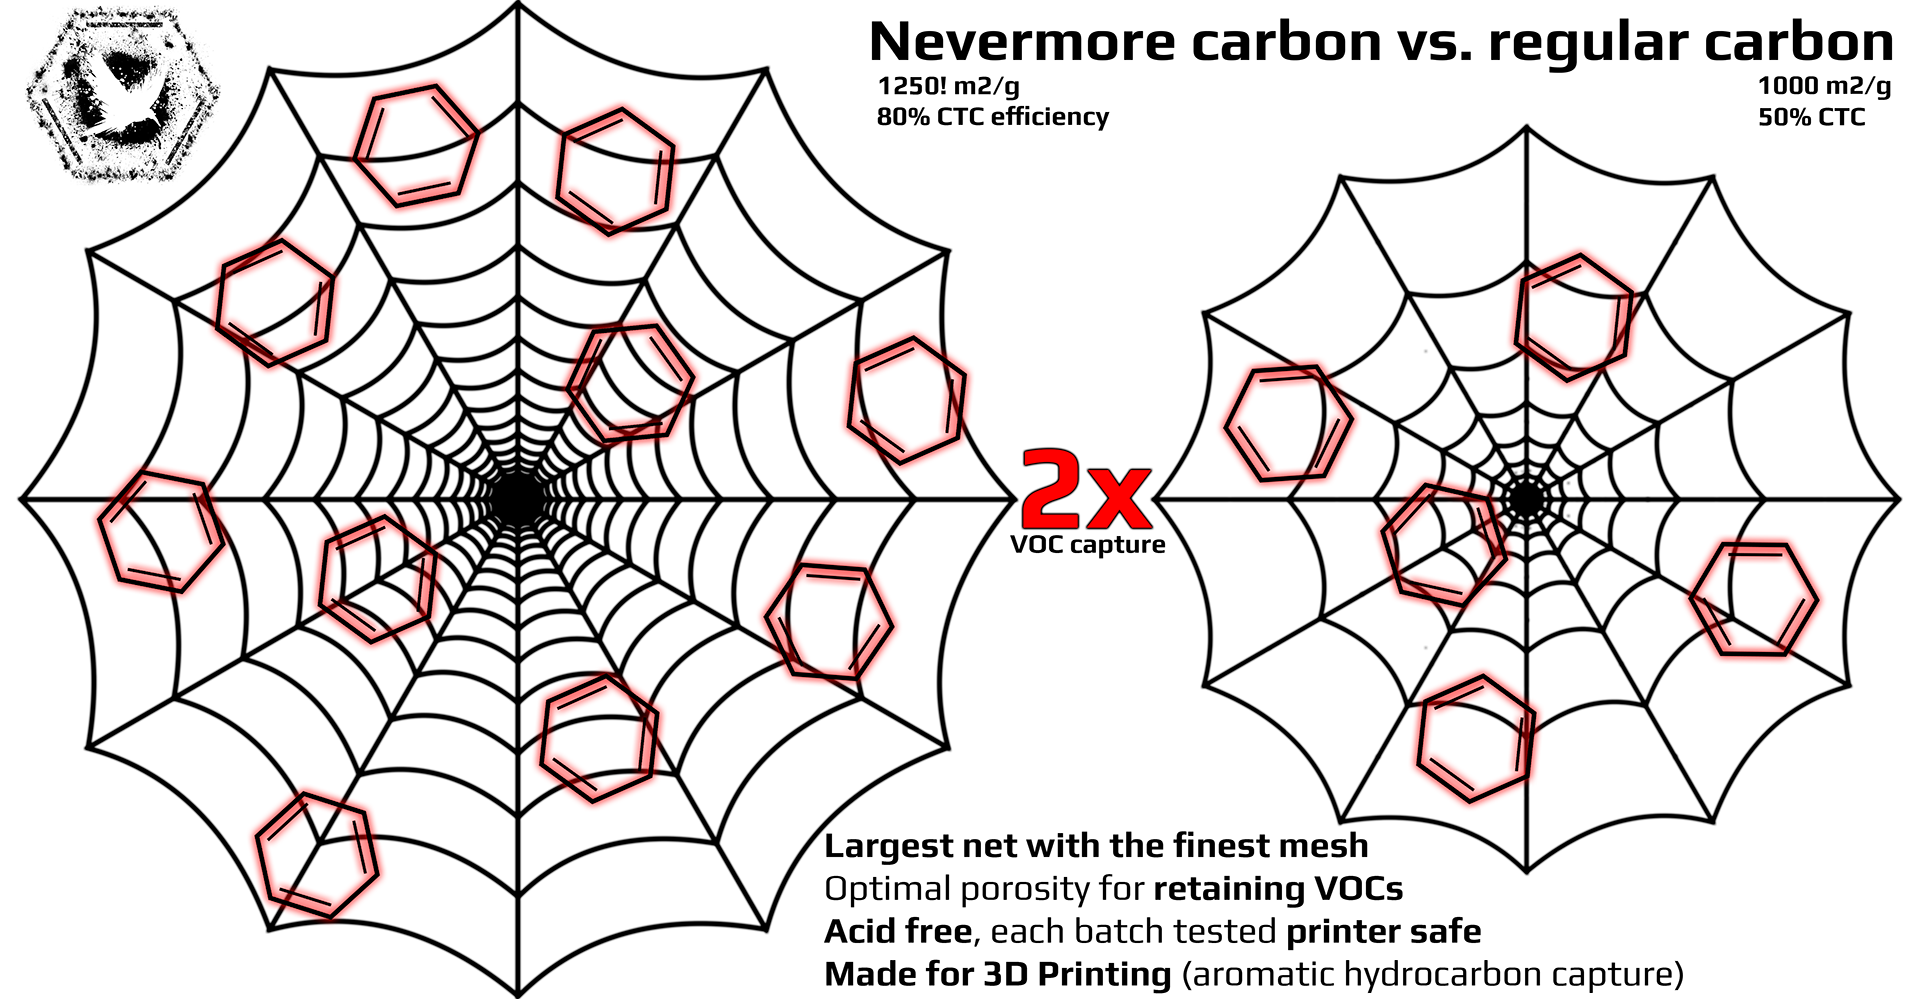 Nevermore carbon vs. regular carbon
1250! m2/g
80% CTC efficiency
1000 m2/g
50% CTC
2x
VOC capture
Largest net with the finest mesh
Optimal porosity for retaining VOCs
Acid free, each batch tested printer safe
Made for 3D Printing (aromatic hydrocarbon capture)